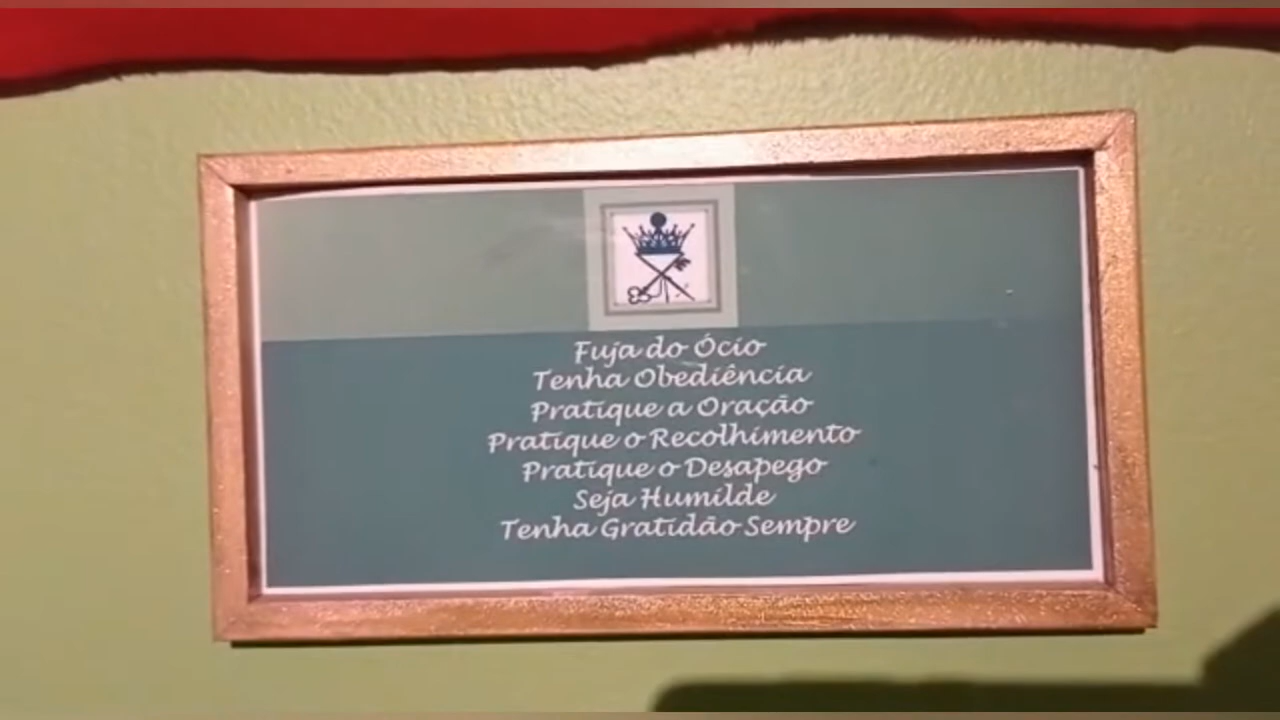 Fuja do Ócio
Tenha Obediência
Pratique a Oração
Pratique o Recolhimento
Pratique o Desapego
Seja Humilde
Tenha Gratidão Sempre